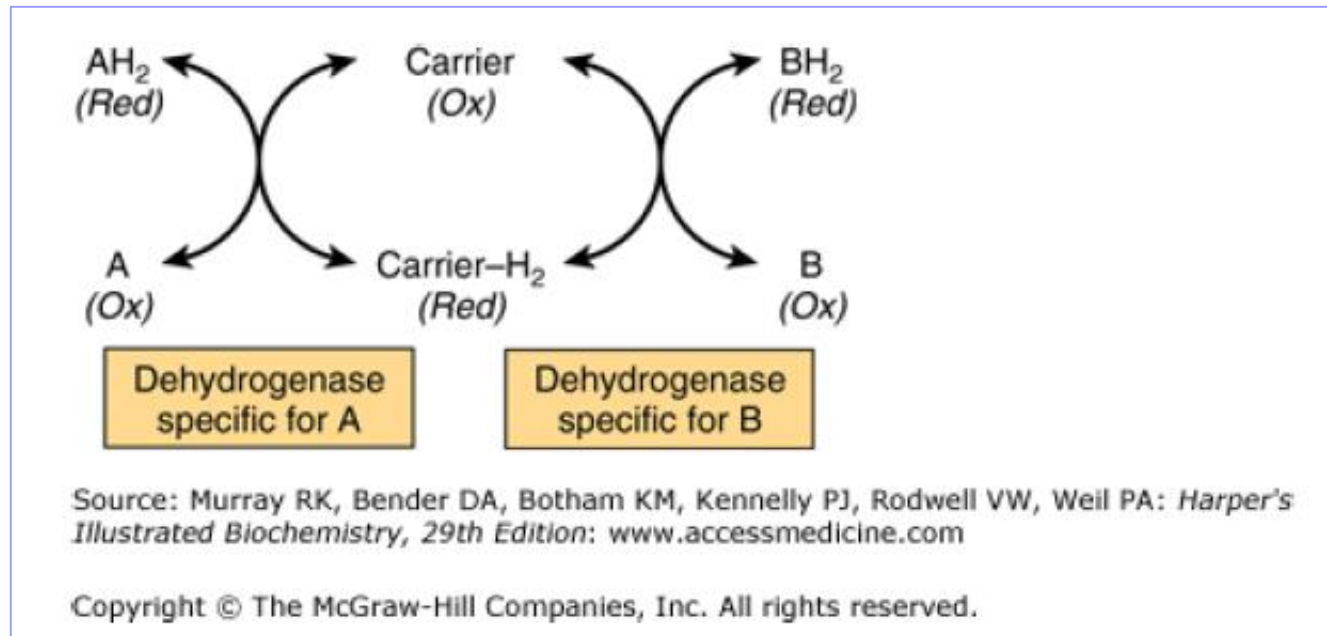 AH2 Carrier BH2
(Red) (Ox) (Red)
A Carrier–H2 B
(Ox) (Red) (Ox)
Dehydrogenase
specific for A
Dehydrogenase
specific for B
Source: Murray RK, Bender DA, Botham KM, Kennelly PJ, Rodwell VW, Weil PA: Harper's
Illustrated Biochemistry, 29th Edition: www.accessmedicine.com
Copyright © The McGraw-Hill Companies, Inc. All rights reserved.